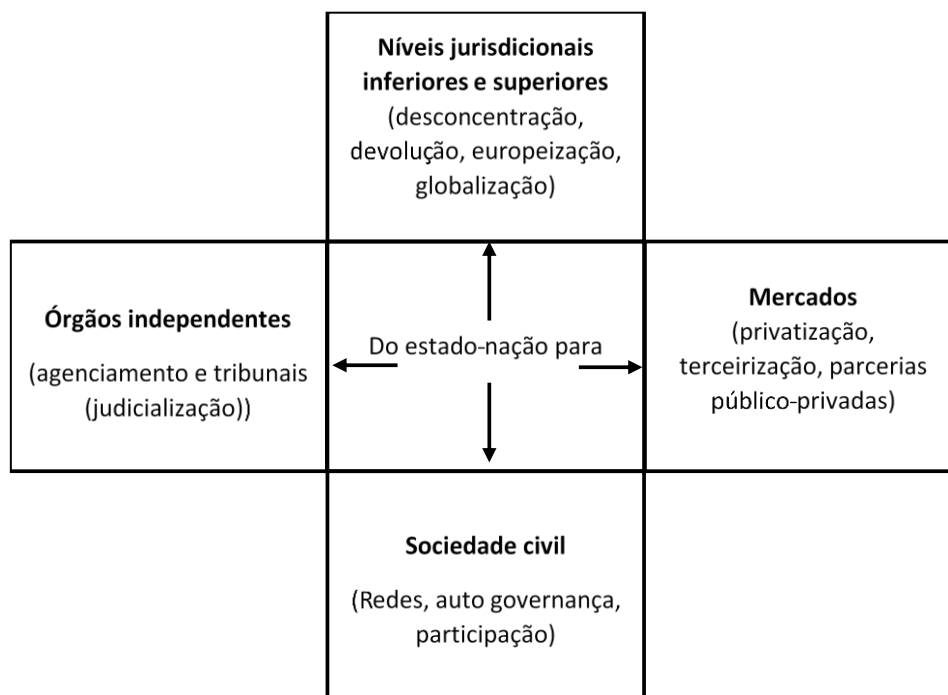 Níveis jurisdicionais
inferiores e superiores
(desconcentração,
devolução, europeização,
globalização)
Órgãos independentes
(agenciamento e tribunais
(judicialização))
Do estado-nação para
Mercados
(privatização,
terceirização, parcerias
público-privadas)
Sociedade civil
(Redes, auto governança,
participação)